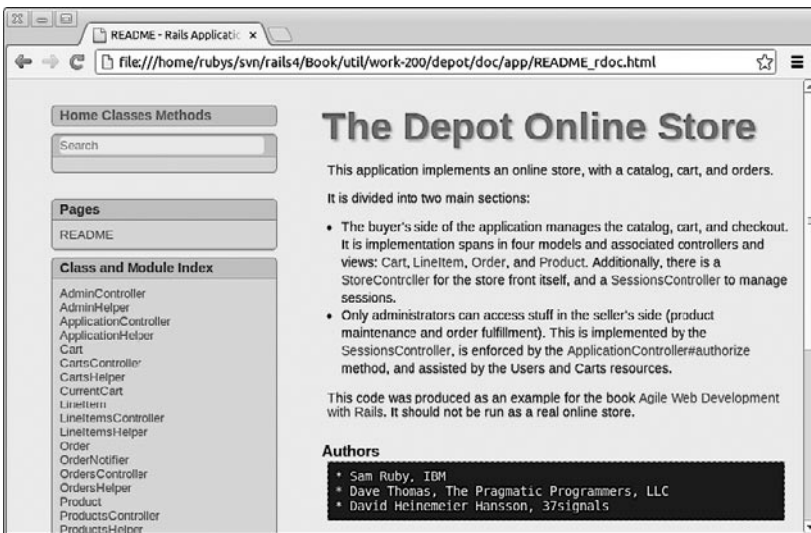 README - Rails Applicatic
file:///home/rubys/svn/rails4/Book/util/work-200/depot/doc/app/README_rdoc.html
Home Classes Methods
Search
Pages
README
Class and Module Index
AdminController
AdminHelper
ApplicationController
ApplicationHelper
Cart
CartsController
CartsHelper
CurrentCart
LineItem
LineItemsController
LineItemsHelper
Order
OrderNotifier
OrdersController
OrdersHelper
Product
ProductsController
ProductsHelper
The Depot Online Store
This application implements an online store, with a catalog, cart, and orders.
It is divided into two main sections:
• The buyer's side of the application manages the catalog, cart, and checkout.
It is implementation spans in four models and associated controllers and
views: Cart, LineItem, Order, and Product. Additionally, there is a
StoreController for the store front itself, and a SessionsController to manage
sessions.
• Only administrators can access stuff in the seller's side (product
maintenance and order fulfillment). This is implemented by the
SessionsController, is enforced by the ApplicationController#authorize
method, and assisted by the Users and Carts resources.
This code was produced as an example for the book Agile Web Development
with Rails. It should not be run as a real online store.
Authors
* Sam Ruby, IBM
* Dave Thomas, The Pragmatic Programmers, LLC
* David Heinemeier Hansson, 37signals